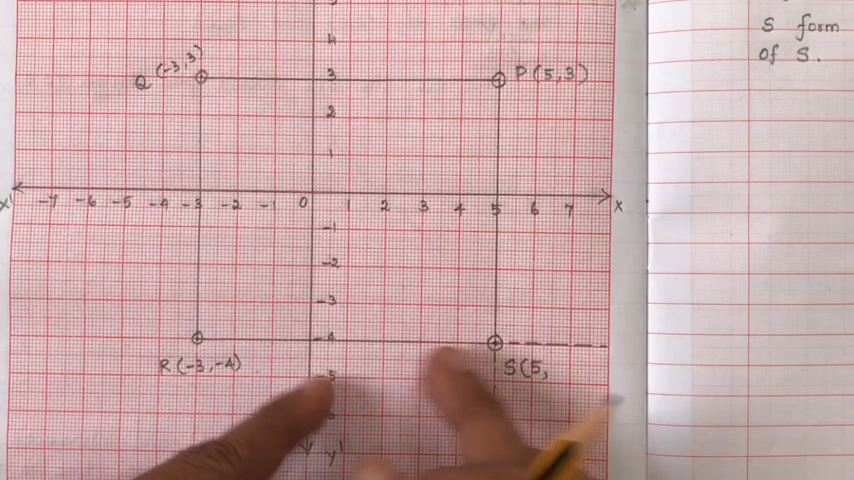 S form
of S.
4
Q (-3,3)
3
P (5,3)
2
1
X' -7 -6 -5 -4 -3 -2 -1 0 1 2 3 4 5 6 7 X
-1
-2
-3
-4
R (-3,-4)
S(5,
-5
Y'